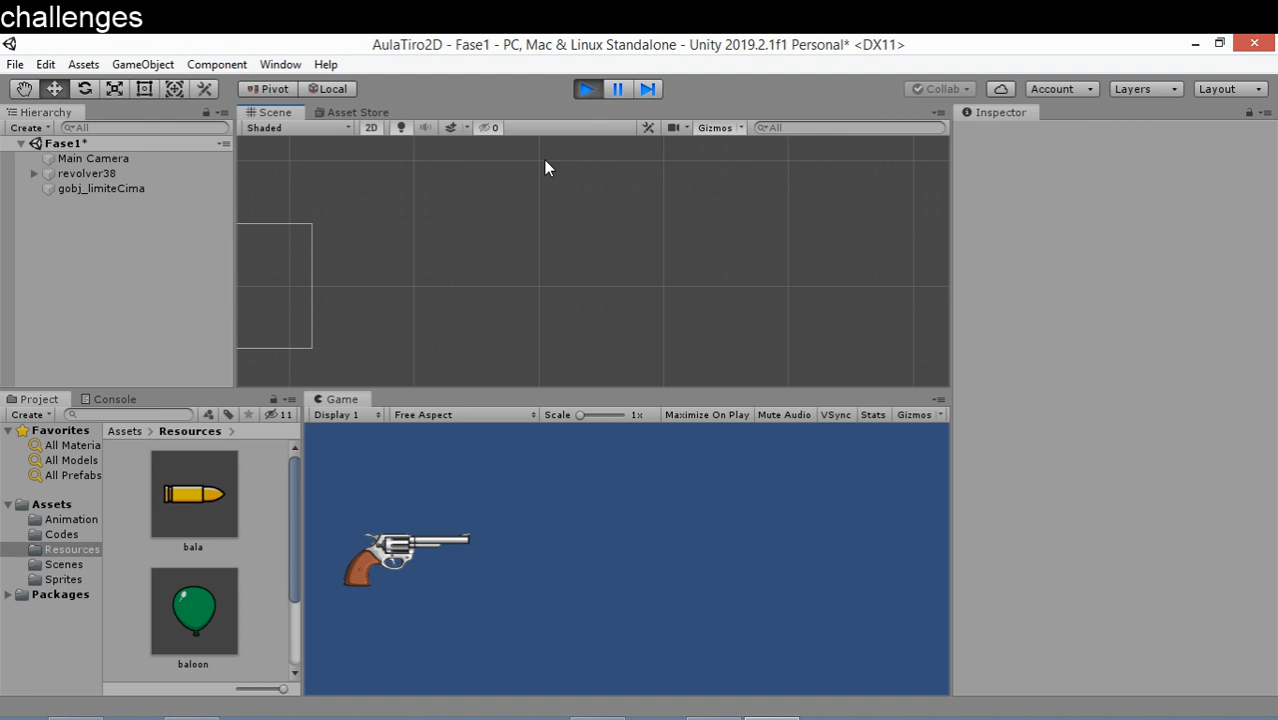 challenges
AulaTiro2D - Fase1 - PC, Mac & Linux Standalone - Unity 2019.2.1f1 Personal* <DX11>
File Edit Assets GameObject Component Window Help
Pivot Local Collab Account Layers Layout
Hierarchy Scene Asset Store Inspector
Create All Shaded 2D 0 Gizmos All
Fase1*
Main Camera
revolver38
gobj_limiteCima
Project Console Game
Create 11 Display 1 Free Aspect Scale 1x Maximize On Play Mute Audio VSync Stats Gizmos
Favorites Assets Resources
All Materia
All Models
All Prefabs
Assets
Animation
Codes
Resources
Scenes
Sprites
Packages
bala
baloon